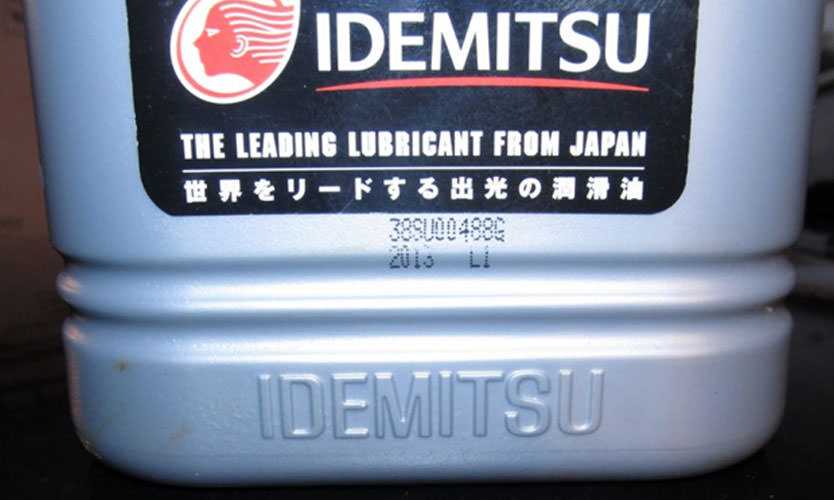 IDEMITSU
THE LEADING LUBRICANT FROM JAPAN
世界をリードする出光の潤滑油
38SU00488G
2013 L1
IDEMITSU